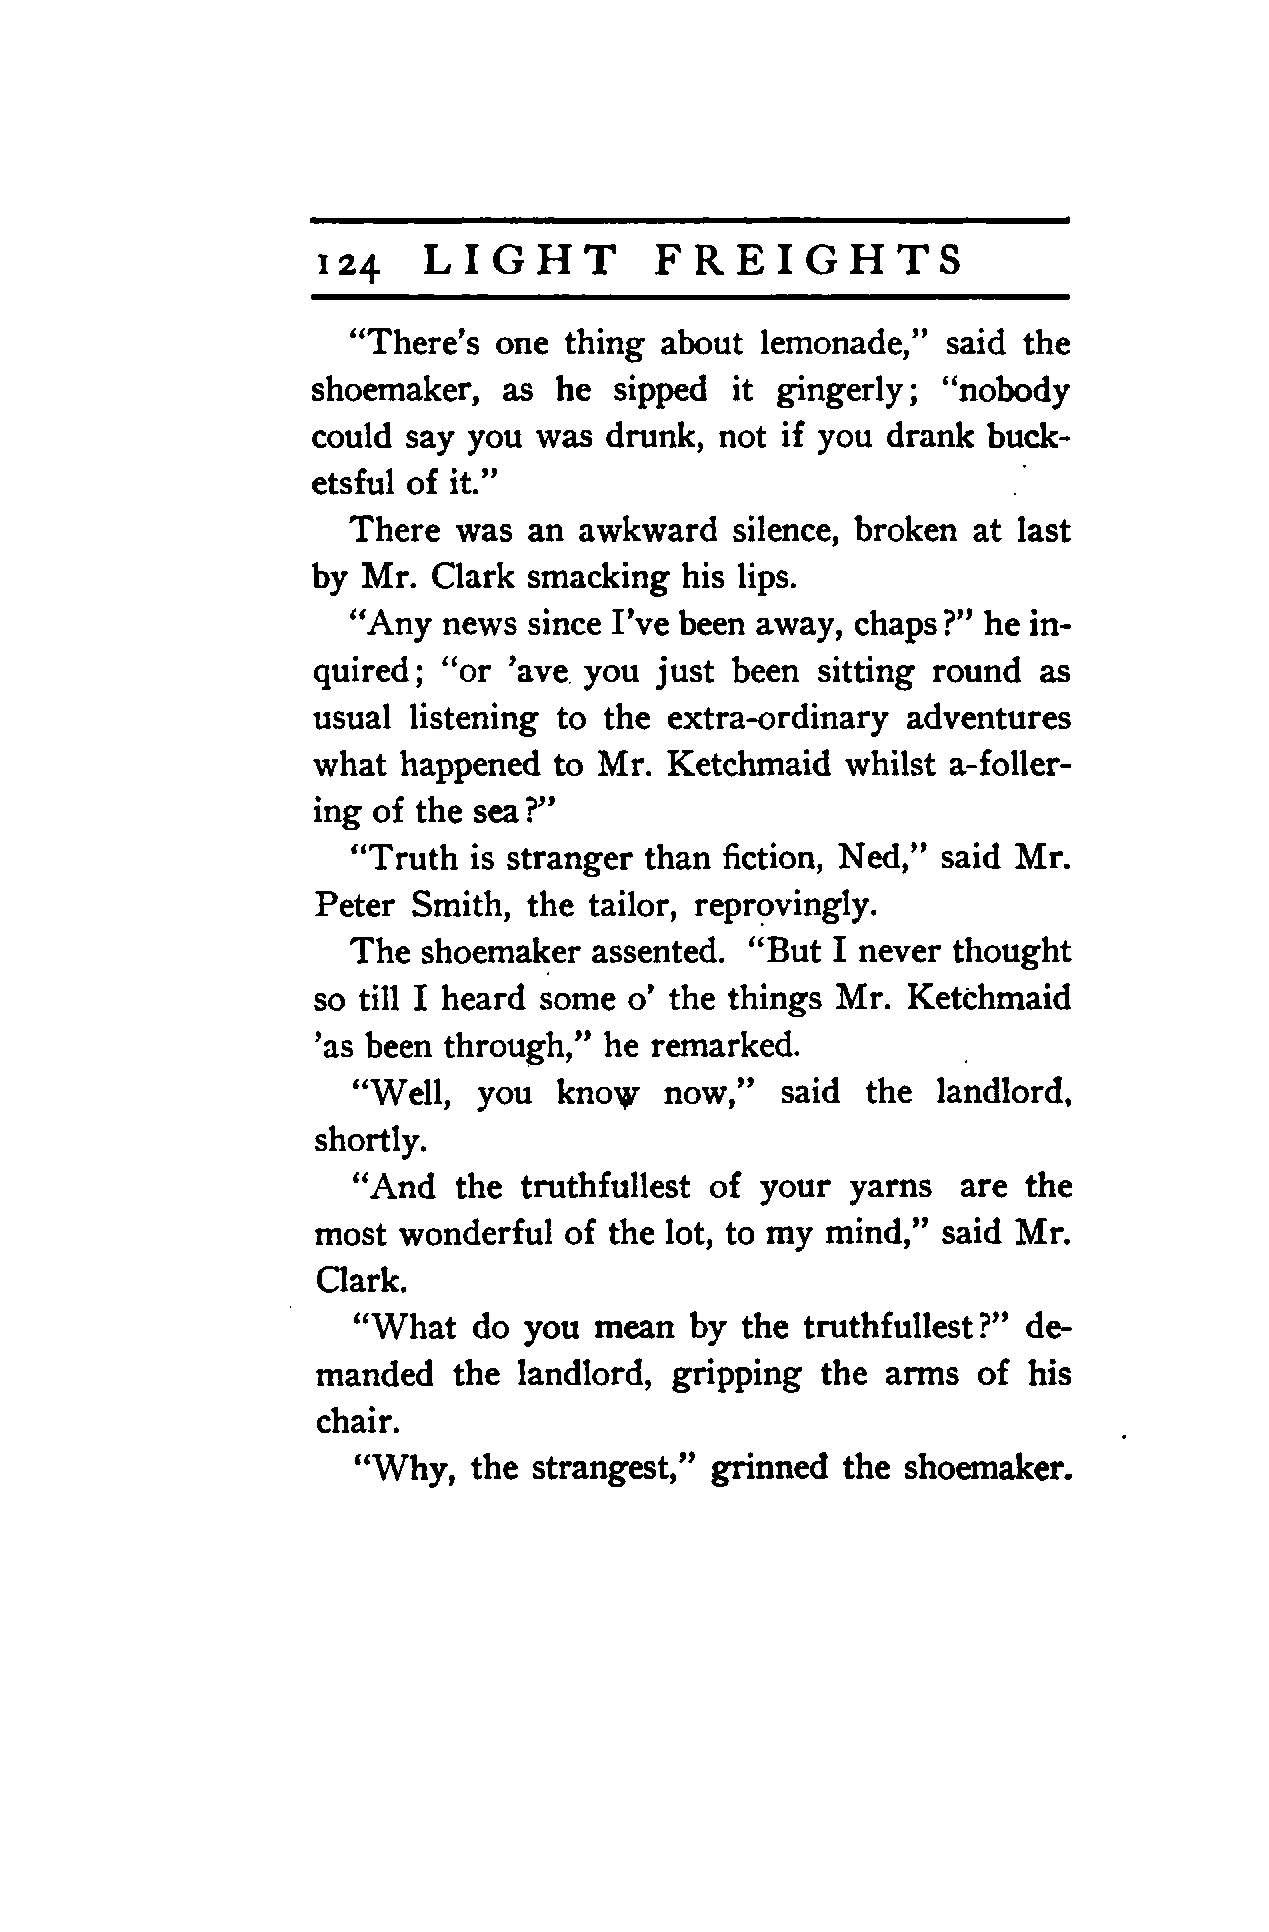 124 LIGHT FREIGHTS
“There’s one thing about lemonade,” said the
shoemaker, as he sipped it gingerly; “nobody
could say you was drunk, not if you drank buck-
etsful of it.”
There was an awkward silence, broken at last
by Mr. Clark smacking his lips.
“Any news since I’ve been away, chaps?” he in-
quired; “or ’ave you just been sitting round as
usual listening to the extra-ordinary adventures
what happened to Mr. Ketchmaid whilst a-foller-
ing of the sea?”
“Truth is stranger than fiction, Ned,” said Mr.
Peter Smith, the tailor, reprovingly.
The shoemaker assented. “But I never thought
so till I heard some o’ the things Mr. Ketchmaid
’as been through,” he remarked.
“Well, you know now,” said the landlord,
shortly.
“And the truthfullest of your yarns are the
most wonderful of the lot, to my mind,” said Mr.
Clark.
“What do you mean by the truthfullest?” de-
manded the landlord, gripping the arms of his
chair.
“Why, the strangest,” grinned the shoemaker.